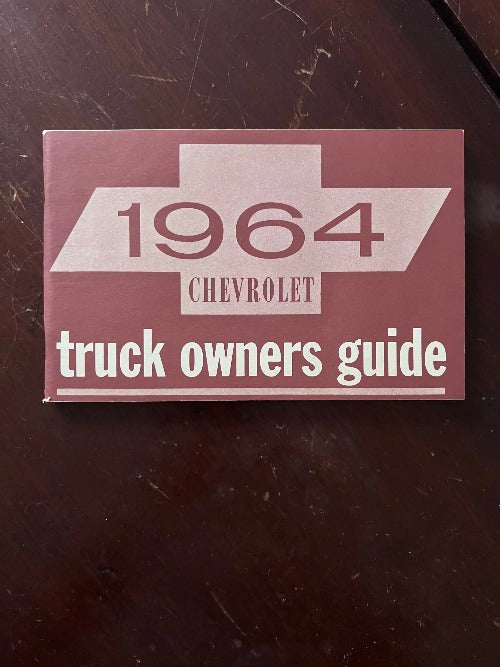 1964
CHEVROLET
truck owners guide